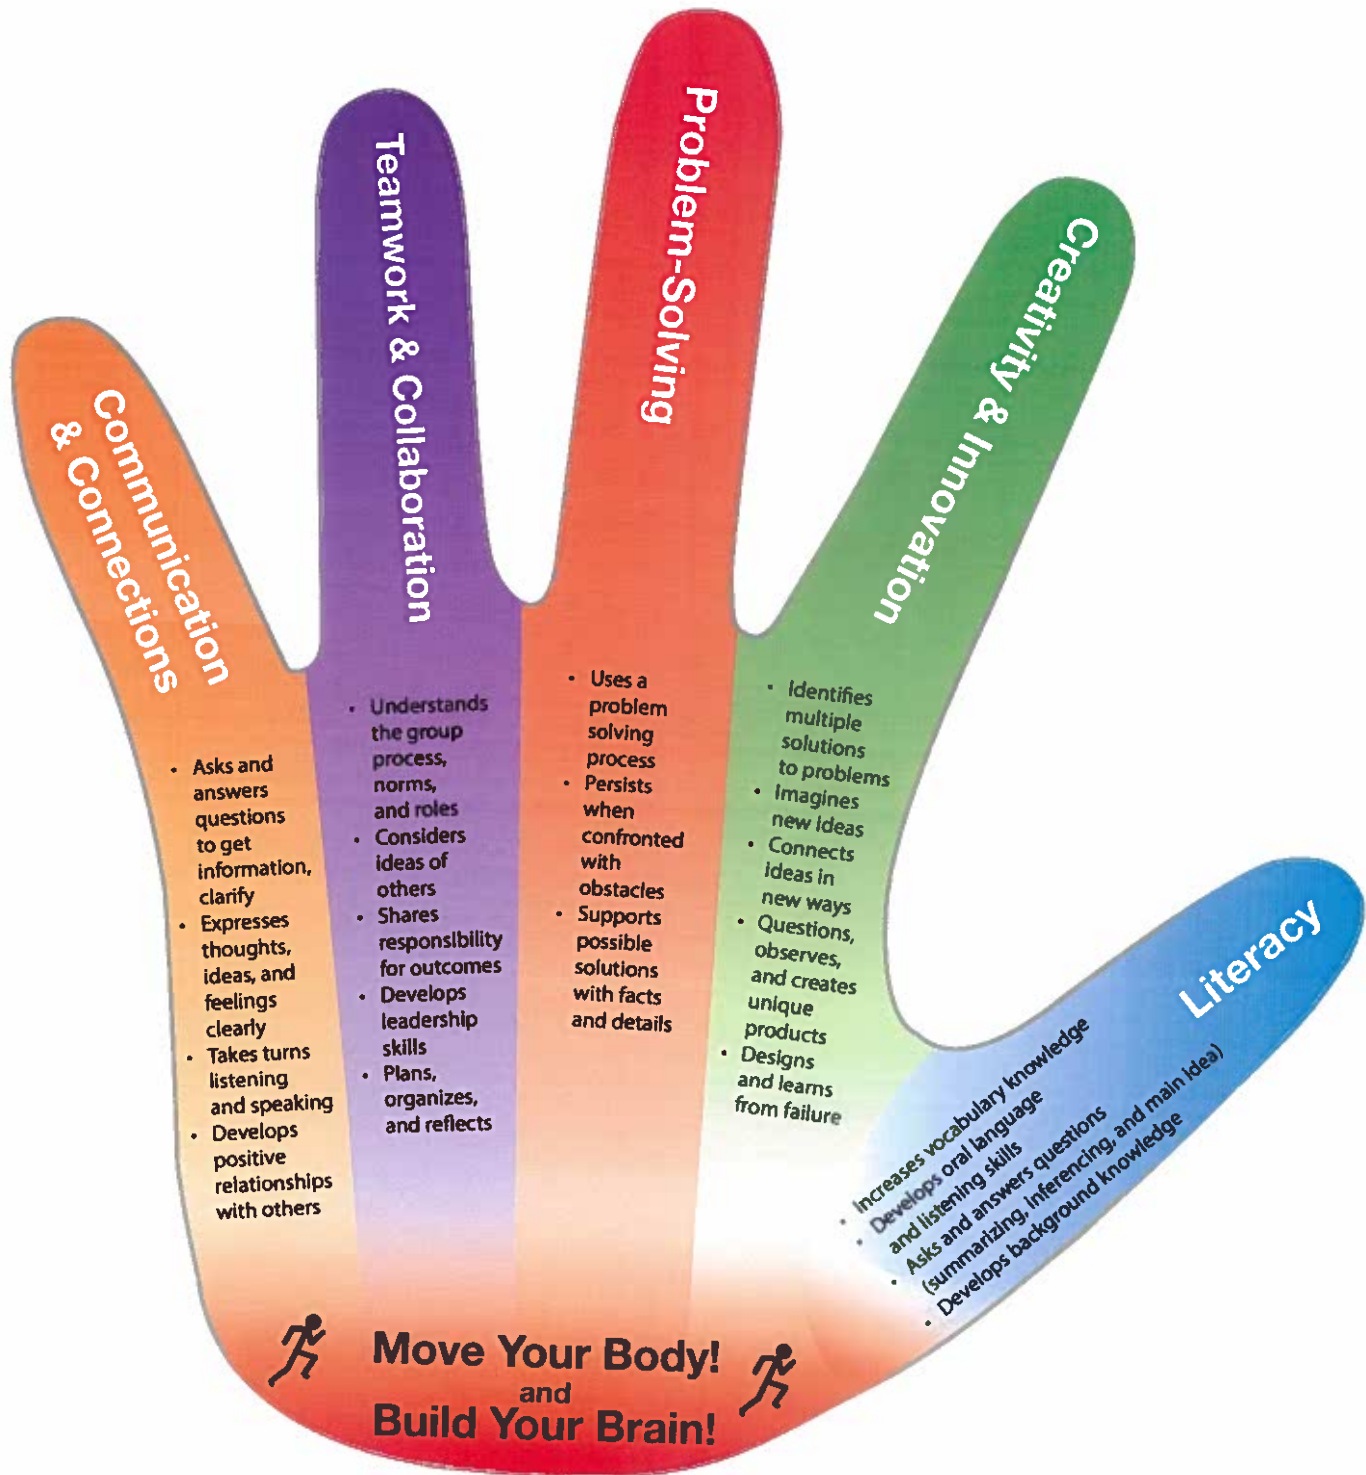 Communication
& Connections
• Asks and
answers
questions
to get
information,
clarify
• Expresses
thoughts,
ideas, and
feelings
clearly
• Takes turns
listening
and speaking
• Develops
positive
relationships
with others
Teamwork & Collaboration
• Understands
the group
process,
norms,
and roles
• Considers
ideas of
others
• Shares
responsibility
for outcomes
• Develops
leadership
skills
• Plans,
organizes,
and reflects
Problem-Solving
• Uses a
problem
solving
process
• Persists
when
confronted
with
obstacles
• Supports
possible
solutions
with facts
and details
Creativity & Innovation
• Identifies
multiple
solutions
to problems
• Imagines
new ideas
• Connects
ideas in
new ways
• Questions,
observes,
and creates
unique
products
• Designs
and learns
from failure
Literacy
• Increases vocabulary knowledge
• Develops oral language
and listening skills
• Asks and answers questions
(summarizing, inferencing, and main idea)
• Develops background knowledge
Move Your Body!
and
Build Your Brain!